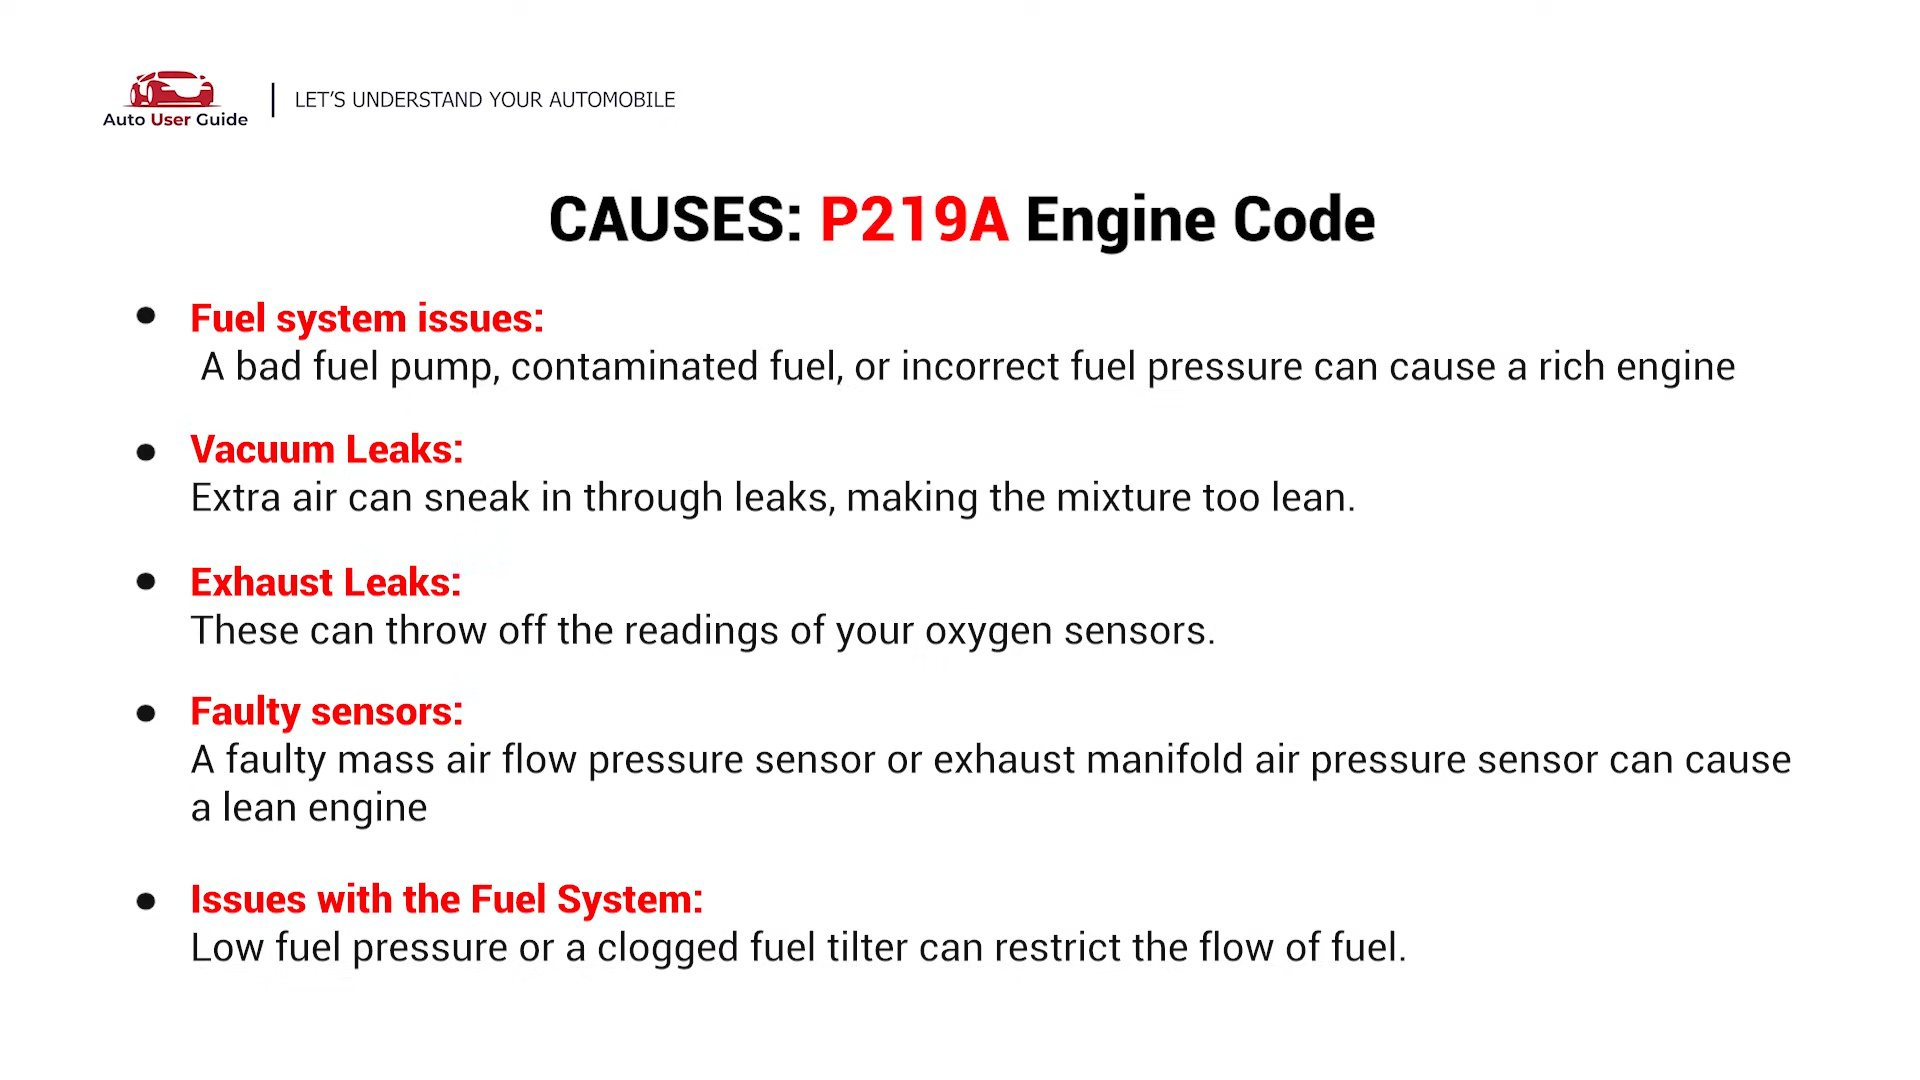 Auto User Guide
LET'S UNDERSTAND YOUR AUTOMOBILE
CAUSES: P219A Engine Code
Fuel system issues:
A bad fuel pump, contaminated fuel, or incorrect fuel pressure can cause a rich engine
Vacuum Leaks:
Extra air can sneak in through leaks, making the mixture too lean.
Exhaust Leaks:
These can throw off the readings of your oxygen sensors.
Faulty sensors:
A faulty mass air flow pressure sensor or exhaust manifold air pressure sensor can cause
a lean engine
Issues with the Fuel System:
Low fuel pressure or a clogged fuel tilter can restrict the flow of fuel.